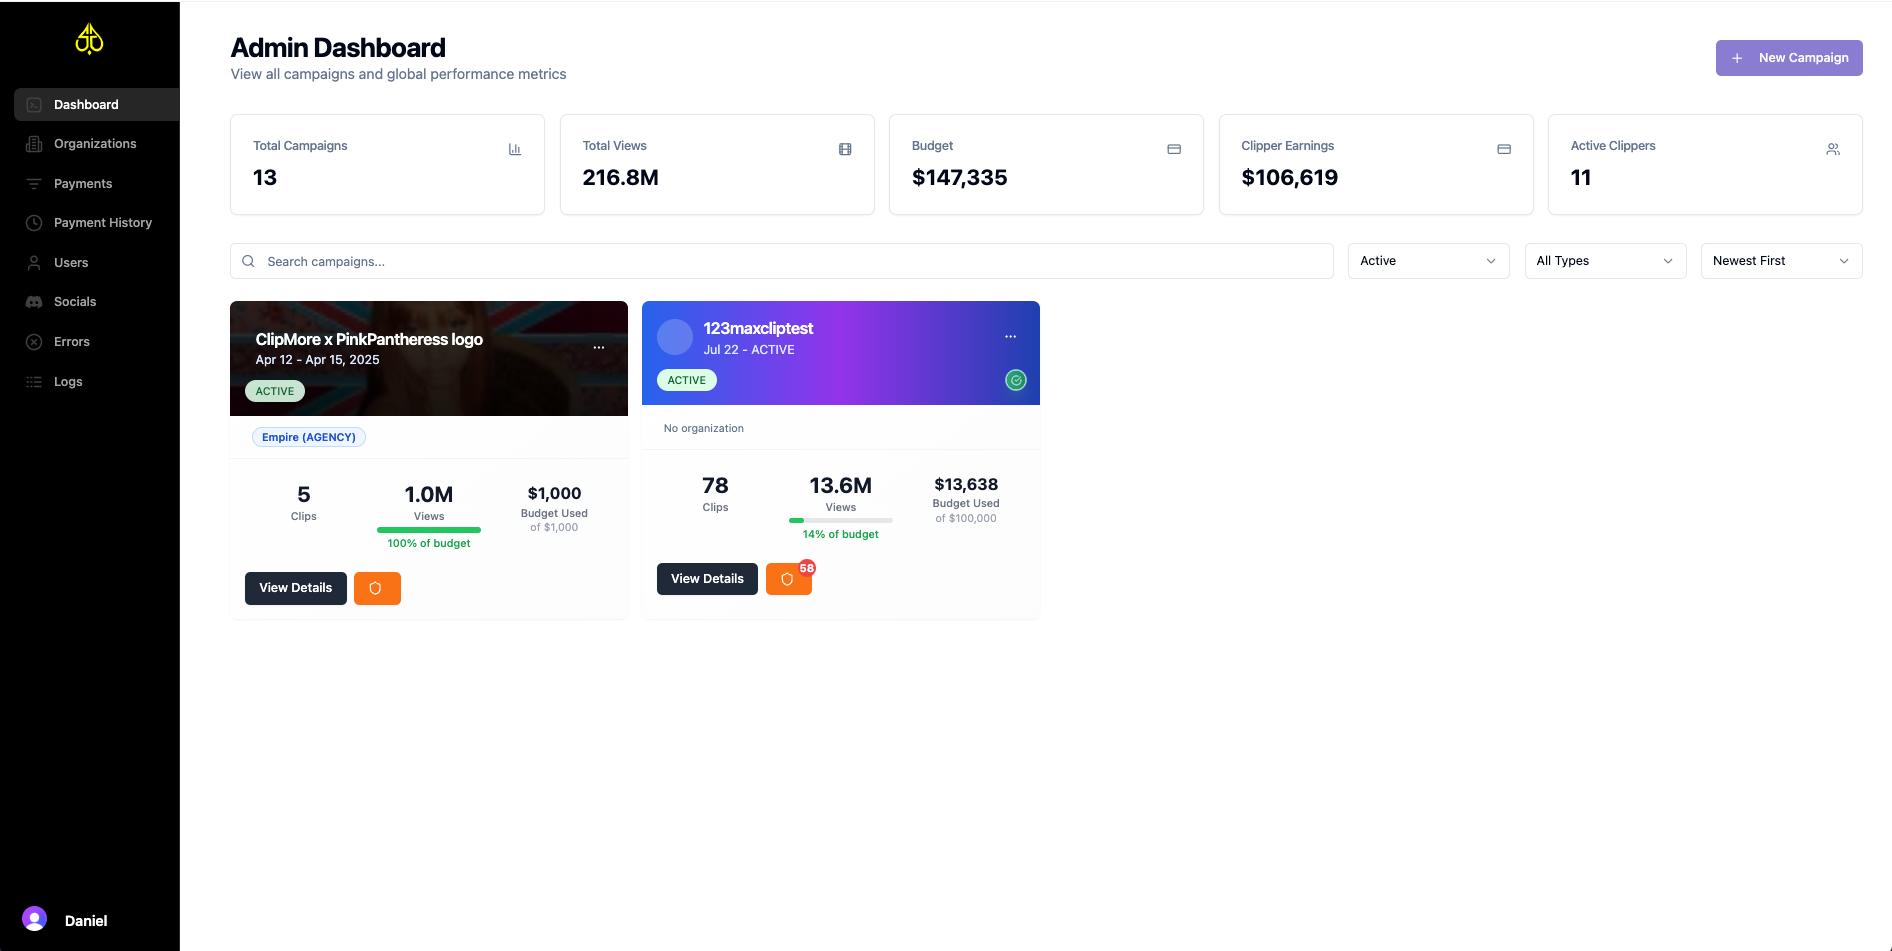 Admin Dashboard
View all campaigns and global performance metrics
New Campaign
Dashboard
Organizations
Payments
Payment History
Users
Socials
Errors
Logs
Daniel
Total Campaigns
13
Total Views
216.8M
Budget
$147,335
Clipper Earnings
$106,619
Active Clippers
11
Search campaigns...
Active
All Types
Newest First
ClipMore x PinkPantheress logo
Apr 12 - Apr 15, 2025
ACTIVE
Empire (AGENCY)
5
Clips
1.0M
Views
100% of budget
$1,000
Budget Used
of $1,000
View Details
123maxcliptest
Jul 22 - ACTIVE
ACTIVE
No organization
78
Clips
13.6M
Views
14% of budget
$13,638
Budget Used
of $100,000
View Details
58